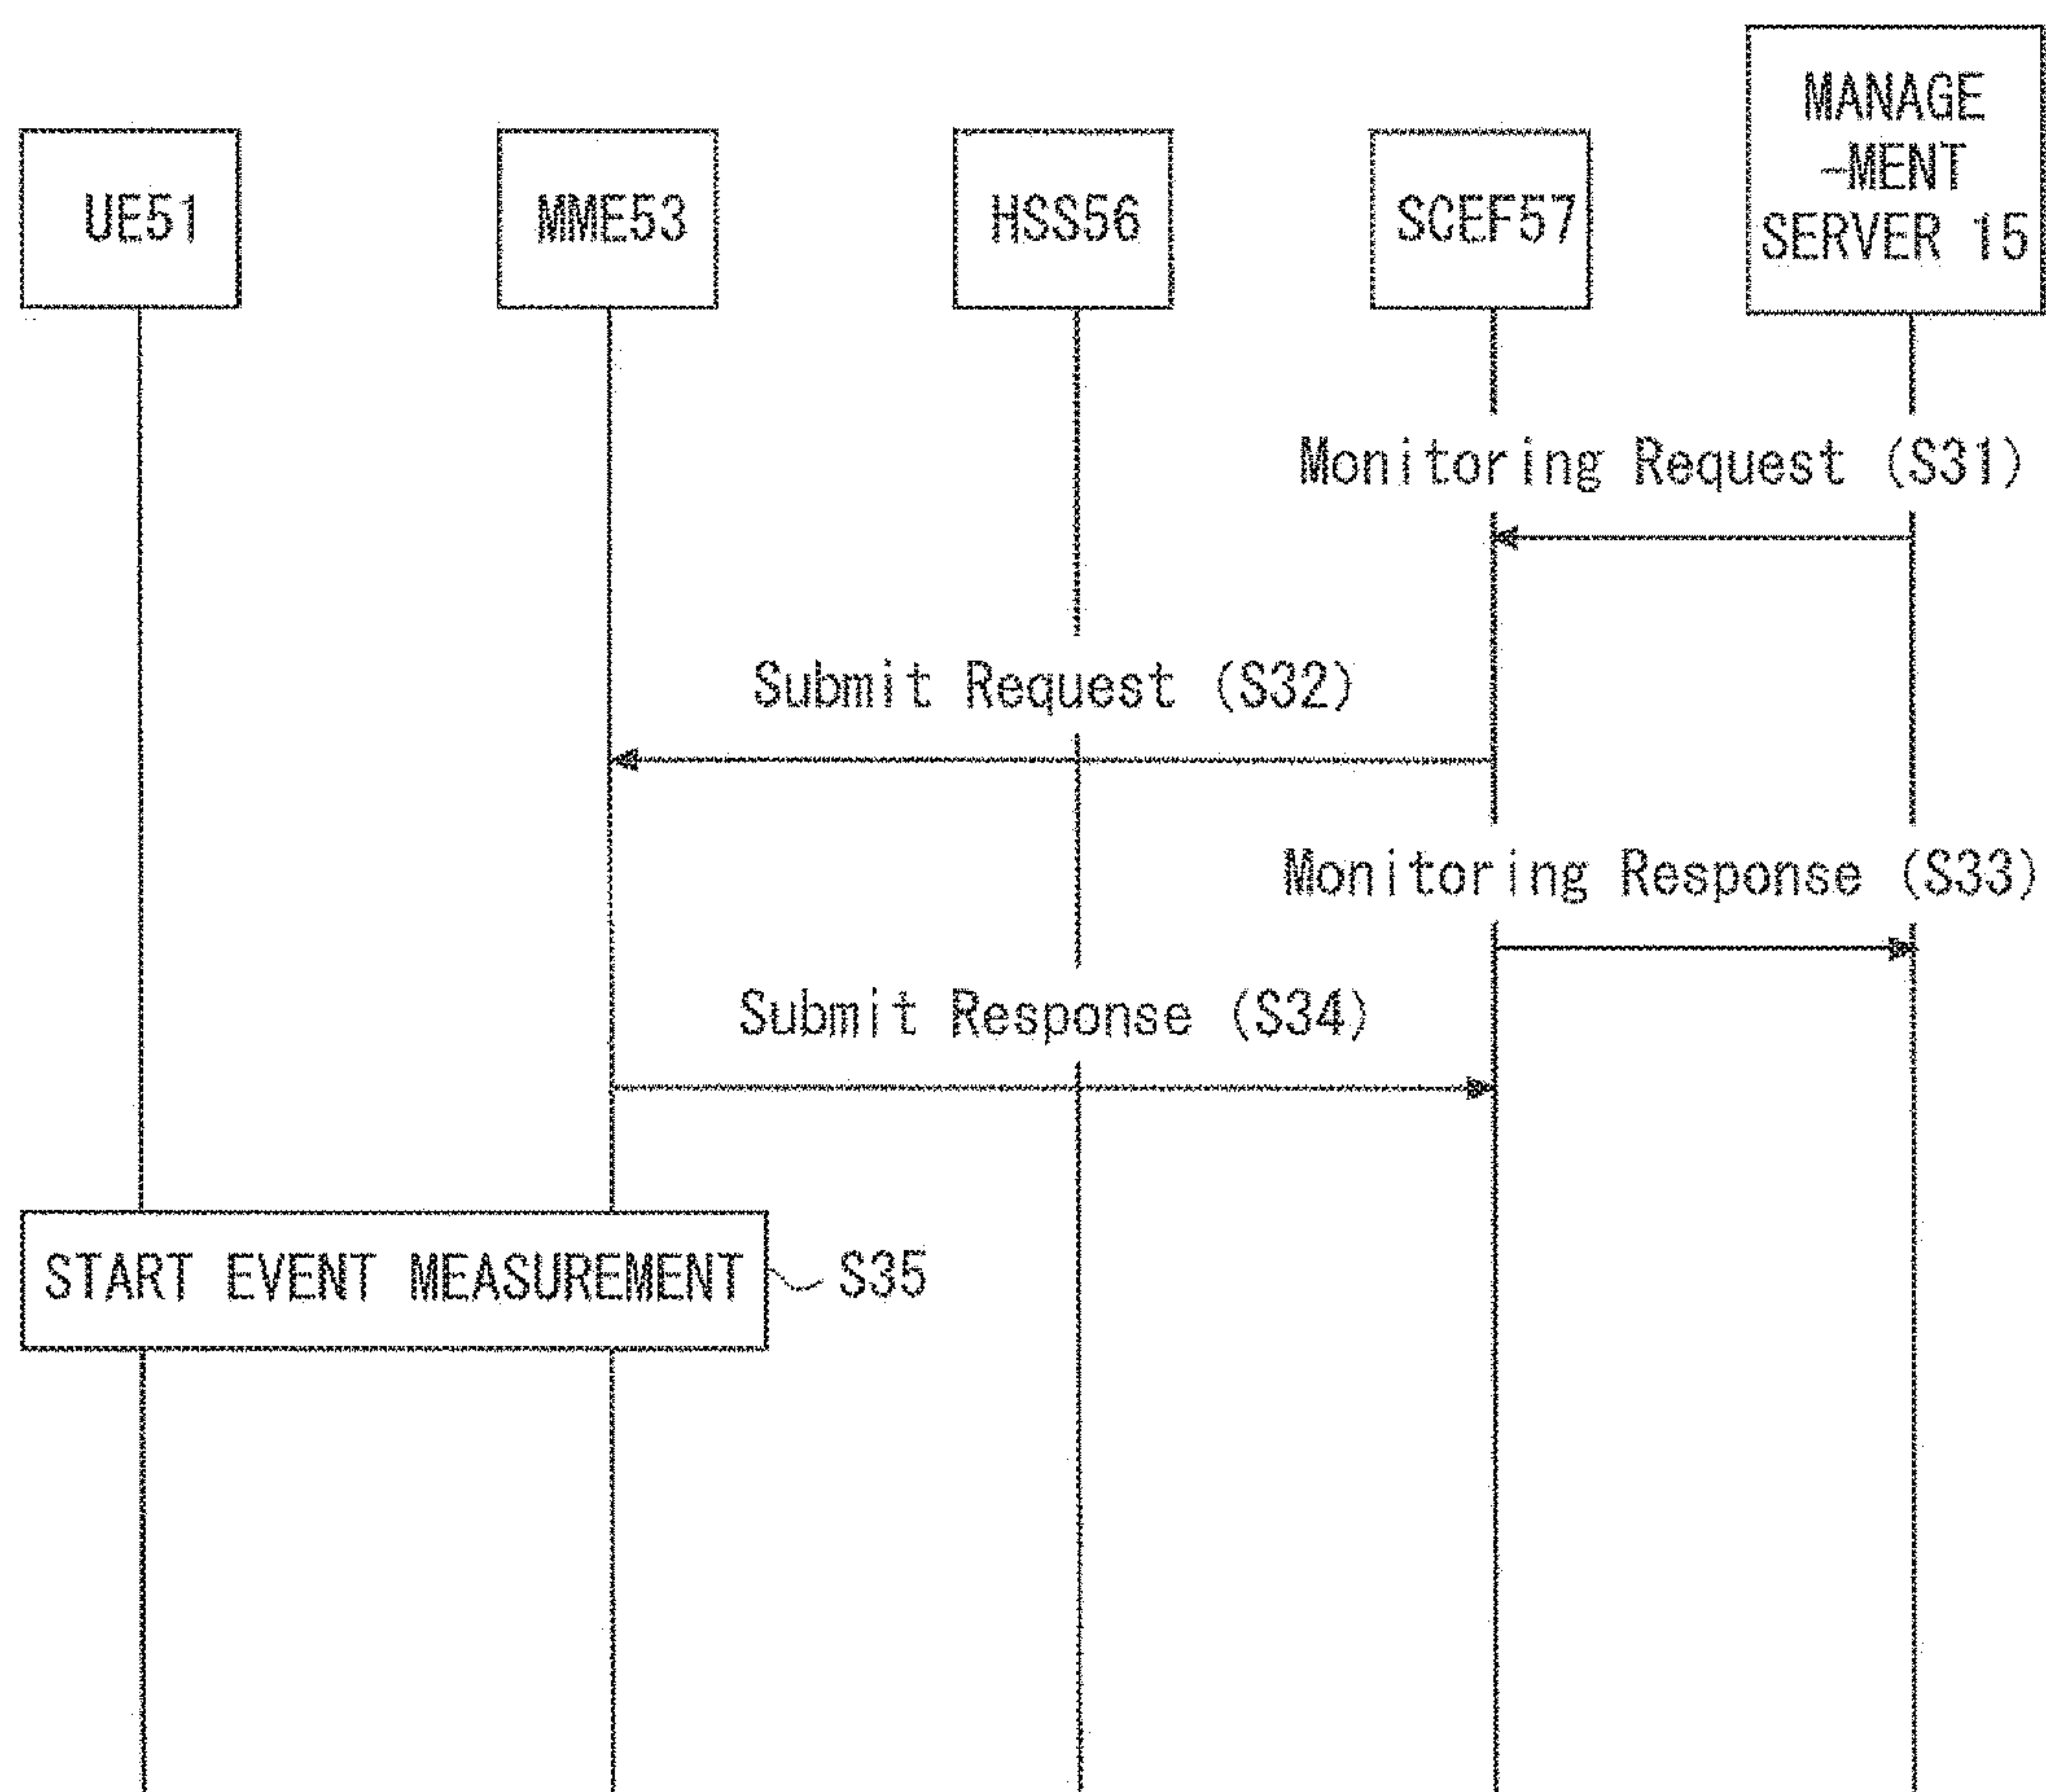 UE51
MME53
HSS56
SCEF57
MANAGE
-MENT
SERVER 15
Monitoring Request (S31)
Submit Request (S32)
Monitoring Response (S33)
Submit Response (S34)
START EVENT MEASUREMENT
S35